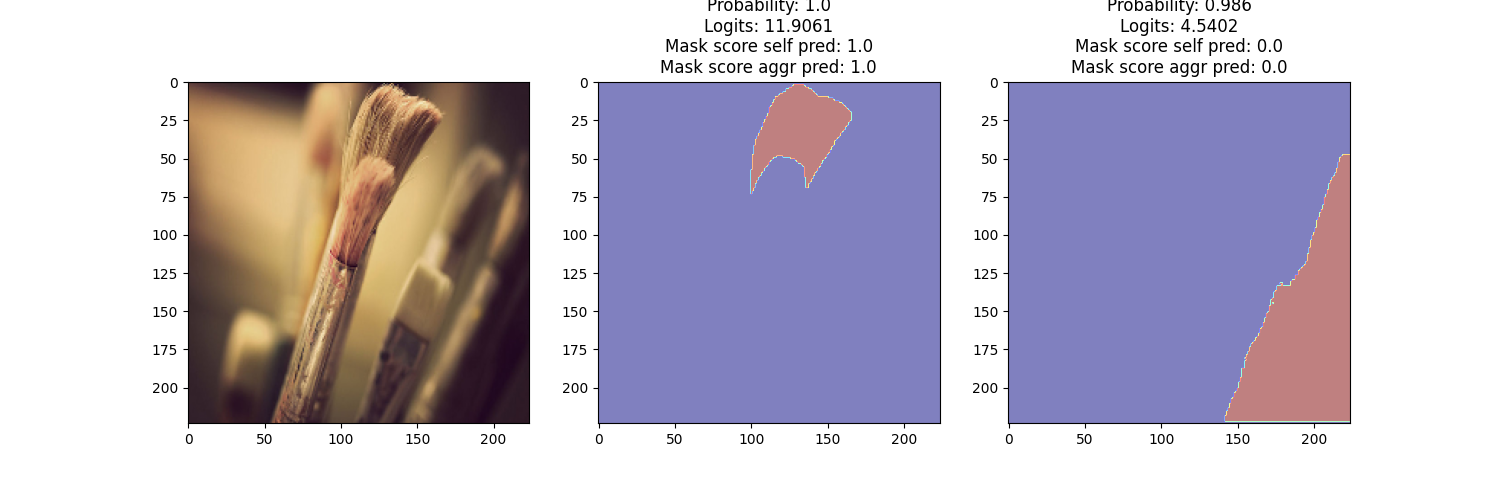 Probability: 1.0
Logits: 11.9061
Mask score self pred: 1.0
Mask score aggr pred: 1.0
Probability: 0.986
Logits: 4.5402
Mask score self pred: 0.0
Mask score aggr pred: 0.0
0
25
50
75
100
125
150
175
200
0 50 100 150 200
0
25
50
75
100
125
150
175
200
0 50 100 150 200
0
25
50
75
100
125
150
175
200
0 50 100 150 200